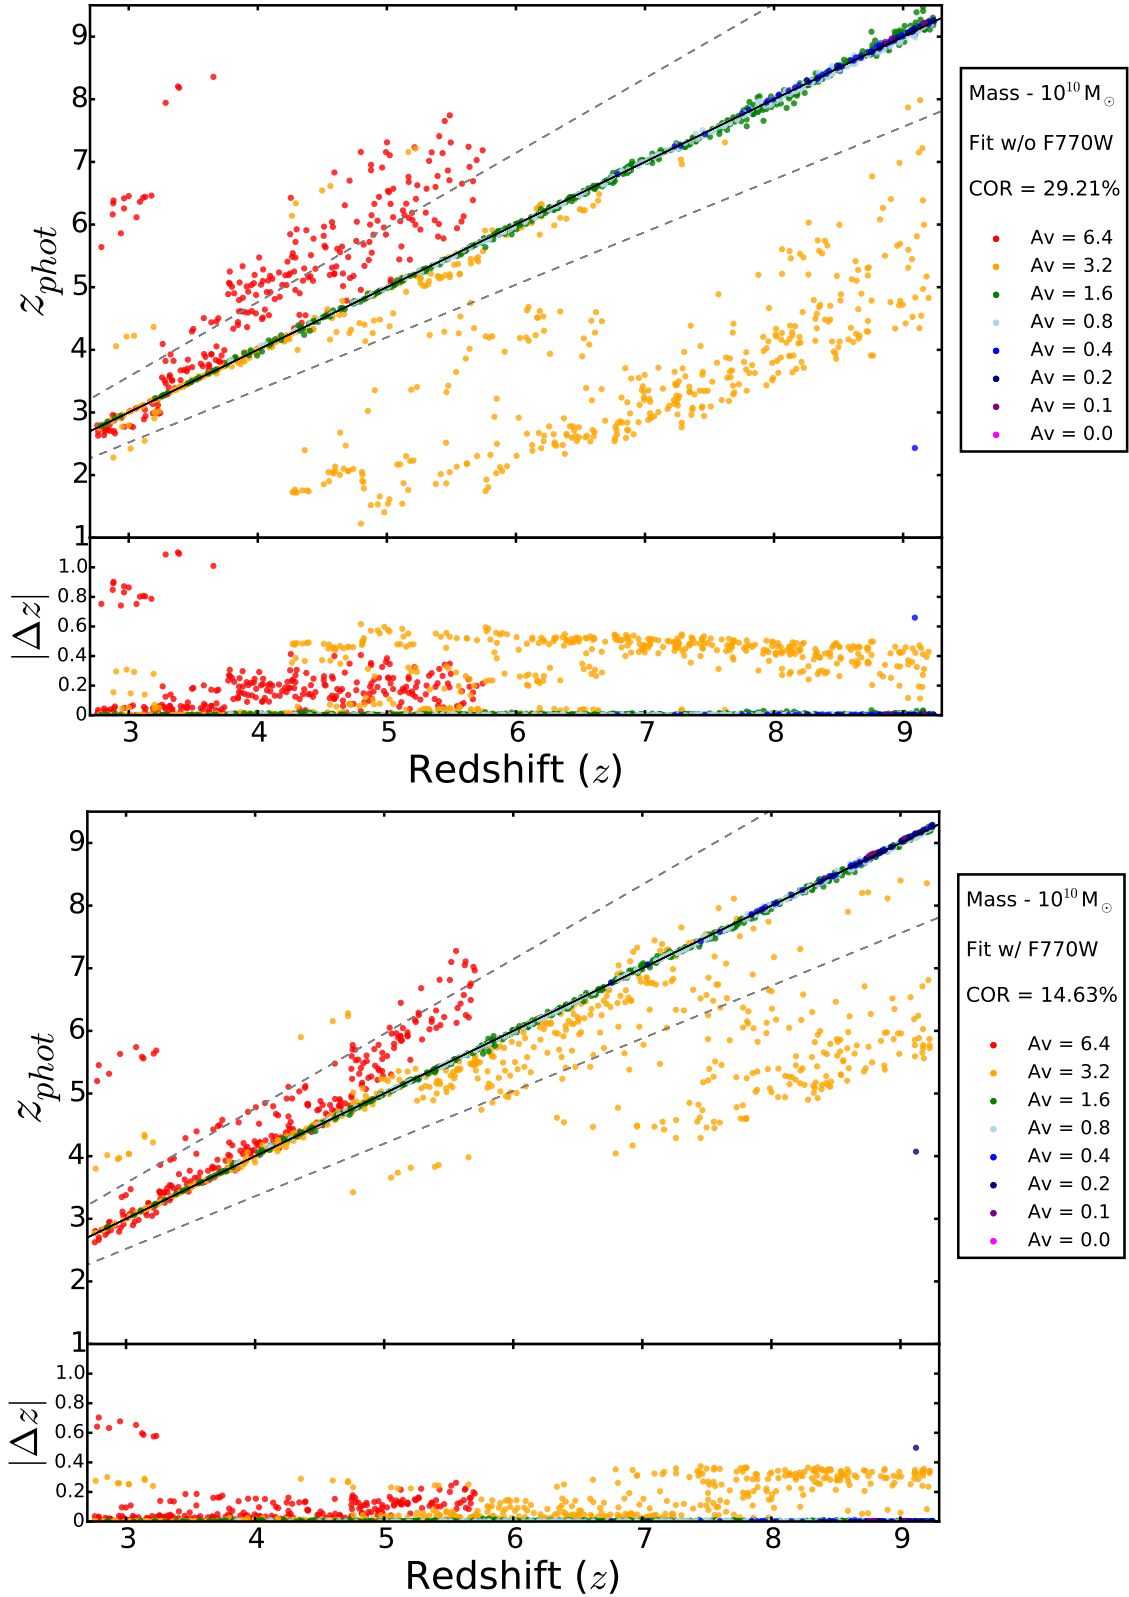 9
8
7
6
5
4
3
2
1
z_phot
Mass - 10^10 M_⊙
Fit w/o F770W
COR = 29.21%
Av = 6.4
Av = 3.2
Av = 1.6
Av = 0.8
Av = 0.4
Av = 0.2
Av = 0.1
Av = 0.0
1.0
0.8
0.6
0.4
0.2
0
|Δz|
3 4 5 6 7 8 9
Redshift (z)
9
8
7
6
5
4
3
2
1
z_phot
Mass - 10^10 M_⊙
Fit w/ F770W
COR = 14.63%
Av = 6.4
Av = 3.2
Av = 1.6
Av = 0.8
Av = 0.4
Av = 0.2
Av = 0.1
Av = 0.0
1.0
0.8
0.6
0.4
0.2
0
|Δz|
3 4 5 6 7 8 9
Redshift (z)